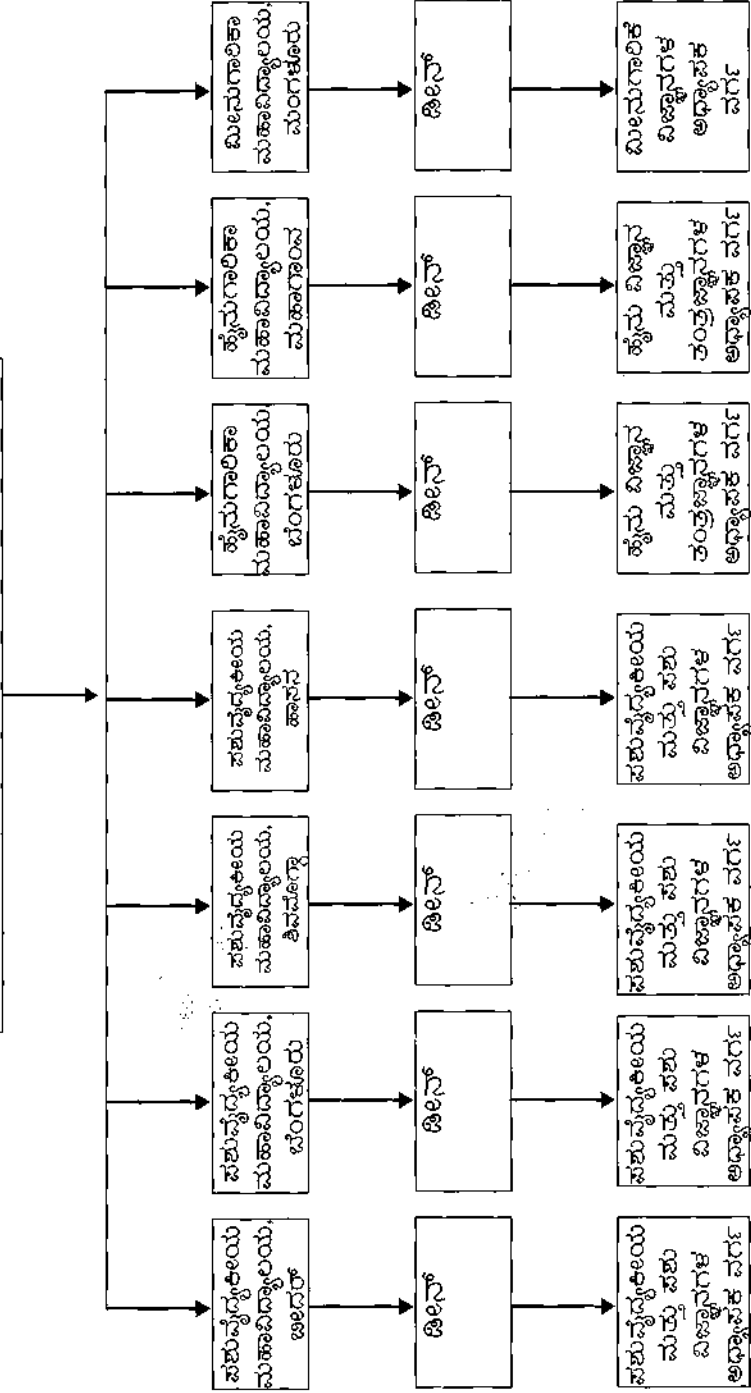 ಪಶುವೈದ್ಯಕೀಯ
ಮಹಾವಿದ್ಯಾಲಯ,
ಬೀದರ್
ಪಶುವೈದ್ಯಕೀಯ
ಮಹಾವಿದ್ಯಾಲಯ,
ಬೆಂಗಳೂರು
ಪಶುವೈದ್ಯಕೀಯ
ಮಹಾವಿದ್ಯಾಲಯ,
ಶಿವಮೊಗ್ಗಾ
ಪಶುವೈದ್ಯಕೀಯ
ಮಹಾವಿದ್ಯಾಲಯ,
ಹಾಸನ
ಹೈನುಗಾರಿಕಾ
ಮಹಾವಿದ್ಯಾಲಯ,
ಬೆಂಗಳೂರು
ಹೈನುಗಾರಿಕಾ
ಮಹಾವಿದ್ಯಾಲಯ,
ಮಹಾಗಾಂವ
ಮೀನುಗಾರಿಕಾ
ಮಹಾವಿದ್ಯಾಲಯ,
ಮಂಗಳೂರು
ಡೀನ್
ಡೀನ್
ಡೀನ್
ಡೀನ್
ಡೀನ್
ಡೀನ್
ಡೀನ್
ಪಶುವೈದ್ಯಕೀಯ
ಮತ್ತು ಪಶು
ವಿಜ್ಞಾನಗಳ
ಅಧ್ಯಾಪಕ ವರ್ಗ
ಪಶುವೈದ್ಯಕೀಯ
ಮತ್ತು ಪಶು
ವಿಜ್ಞಾನಗಳ
ಅಧ್ಯಾಪಕ ವರ್ಗ
ಪಶುವೈದ್ಯಕೀಯ
ಮತ್ತು ಪಶು
ವಿಜ್ಞಾನಗಳ
ಅಧ್ಯಾಪಕ ವರ್ಗ
ಪಶುವೈದ್ಯಕೀಯ
ಮತ್ತು ಪಶು
ವಿಜ್ಞಾನಗಳ
ಅಧ್ಯಾಪಕ ವರ್ಗ
ಹೈನು ವಿಜ್ಞಾನ
ಮತ್ತು
ತಂತ್ರಜ್ಞಾನಗಳ
ಅಧ್ಯಾಪಕ ವರ್ಗ
ಹೈನು ವಿಜ್ಞಾನ
ಮತ್ತು
ತಂತ್ರಜ್ಞಾನಗಳ
ಅಧ್ಯಾಪಕ ವರ್ಗ
ಮೀನುಗಾರಿಕೆ
ವಿಜ್ಞಾನಗಳ
ಅಧ್ಯಾಪಕ
ವರ್ಗ